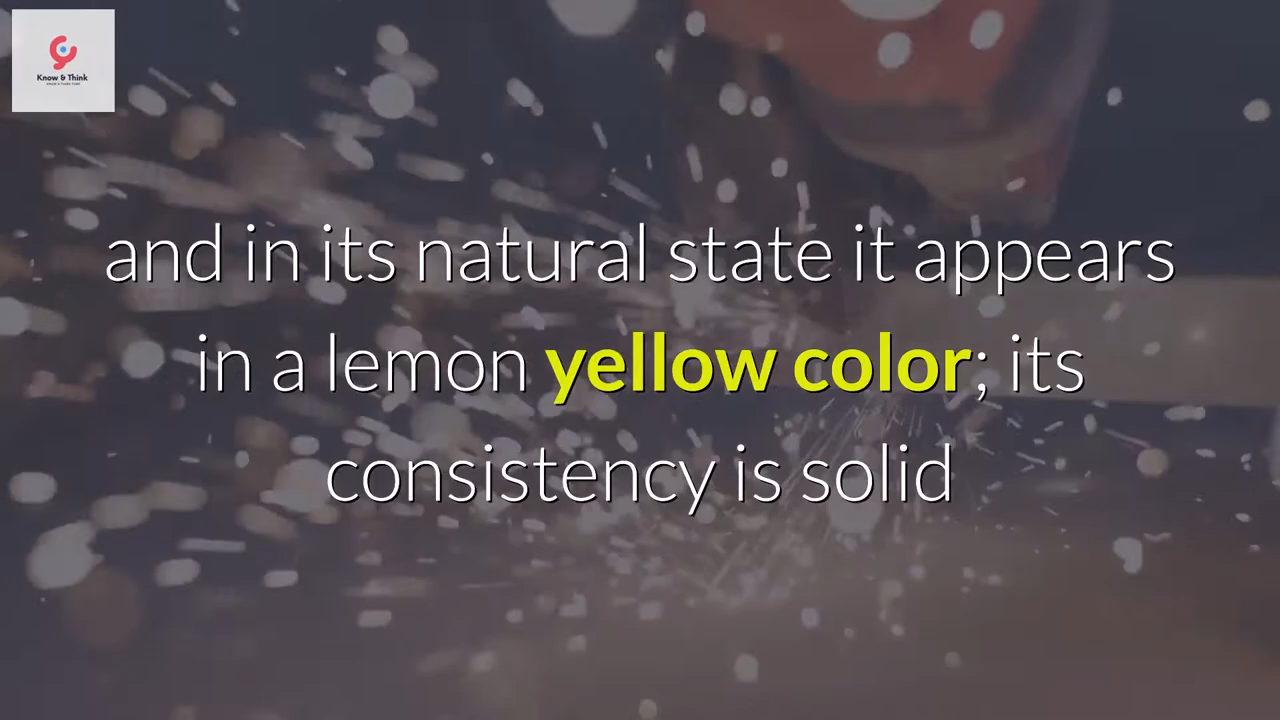 Know & Think
and in its natural state it appears
in a lemon yellow color; its
consistency is solid